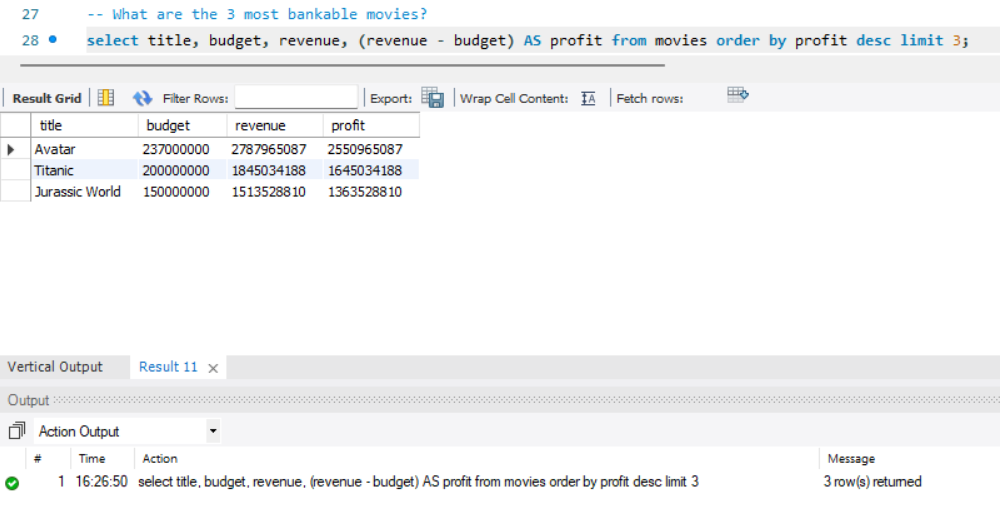 27 -- What are the 3 most bankable movies?
28 select title, budget, revenue, (revenue - budget) AS profit from movies order by profit desc limit 3;
Result Grid Filter Rows: Export: Wrap Cell Content: IA Fetch rows:
title budget revenue profit
Avatar 237000000 2787965087 2550965087
Titanic 200000000 1845034188 1645034188
Jurassic World 150000000 1513528810 1363528810
Vertical Output Result 11
Output
Action Output
# Time Action Message
1 16:26:50 select title, budget, revenue, (revenue - budget) AS profit from movies order by profit desc limit 3 3 row(s) returned